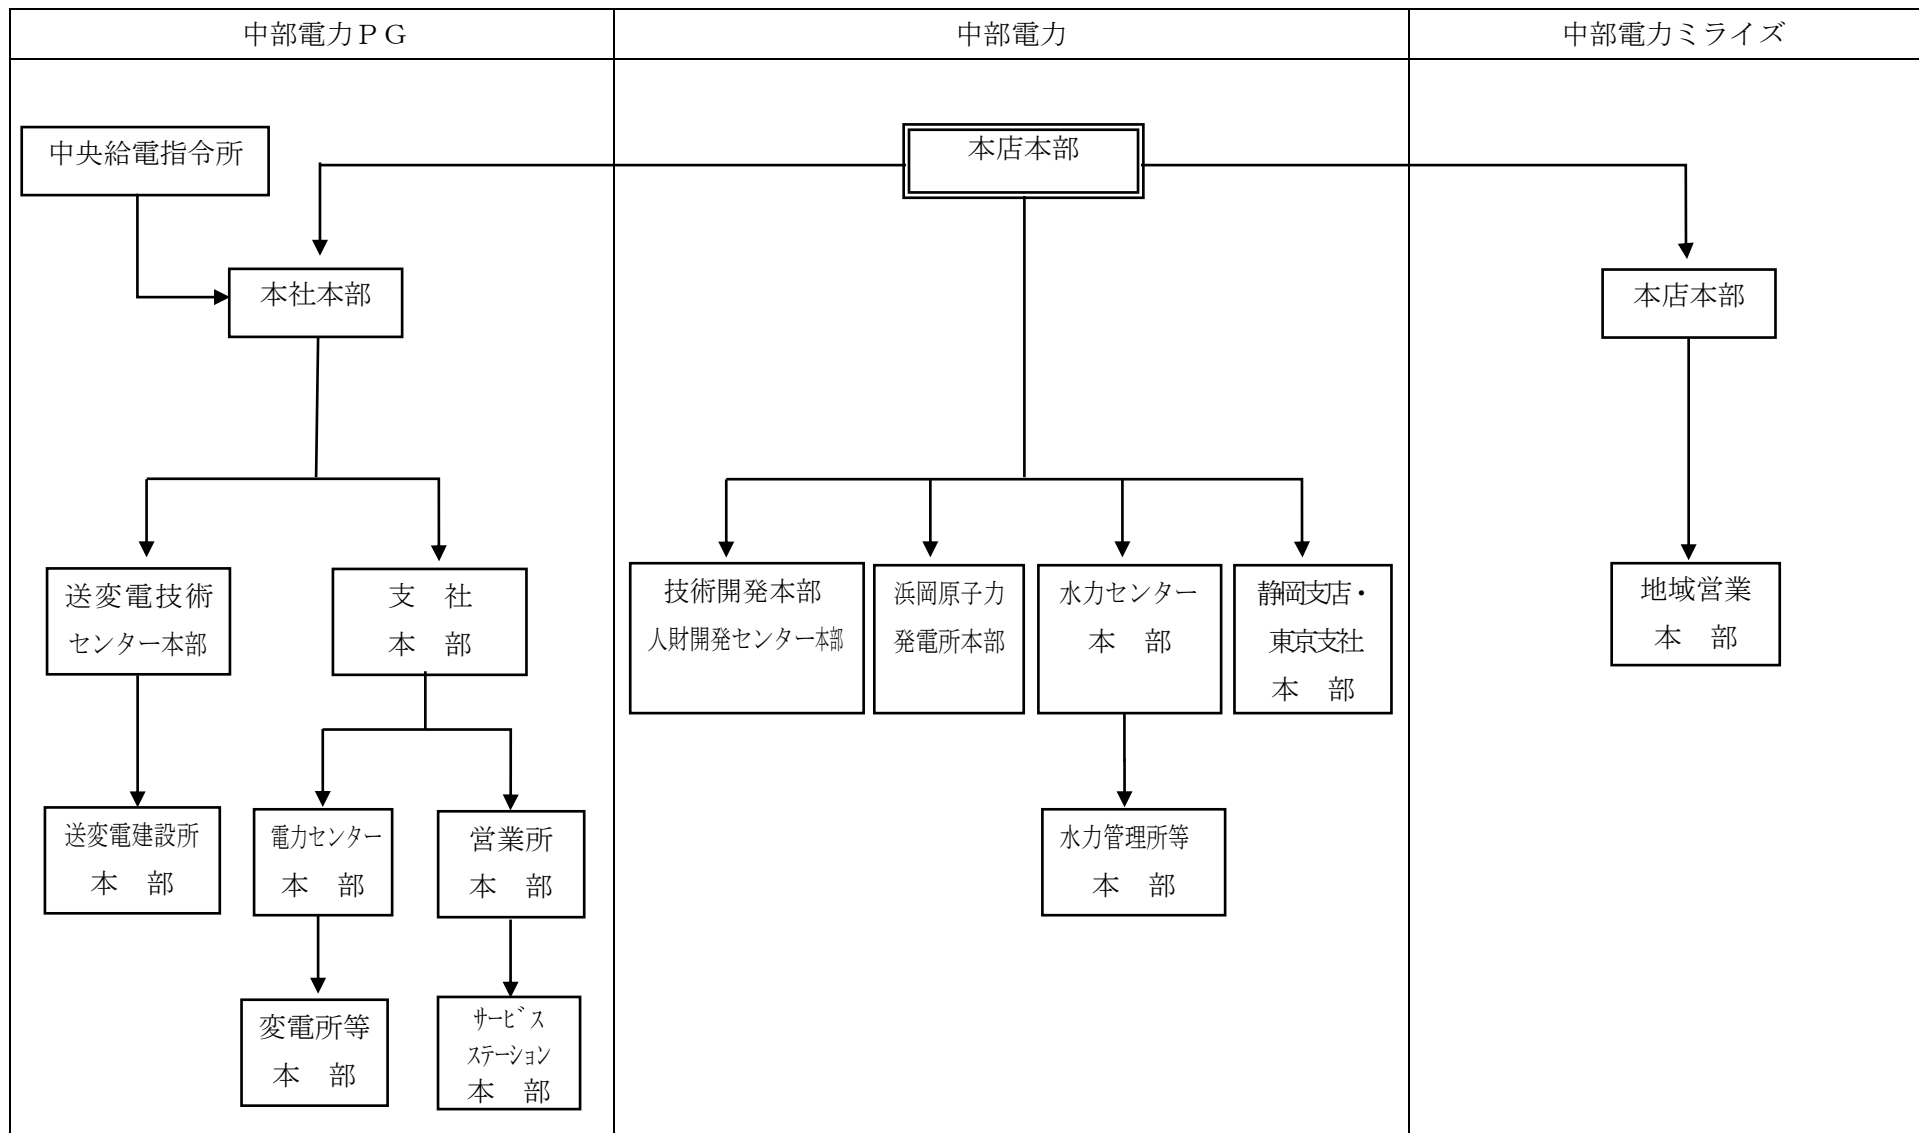 中部電力ＰＧ
中部電力
中部電力ミライズ
中央給電指令所
本店本部
本社本部
本店本部
送変電技術
センター本部
支　社
本　部
技術開発本部
人財開発センター本部
浜岡原子力
発電所本部
水力センター
本　部
静岡支店・
東京支社
本　部
地域営業
本　部
送変電建設所
本　部
電力センター
本　部
営業所
本　部
水力管理所等
本　部
変電所等
本　部
サービス
ステーション
本　部